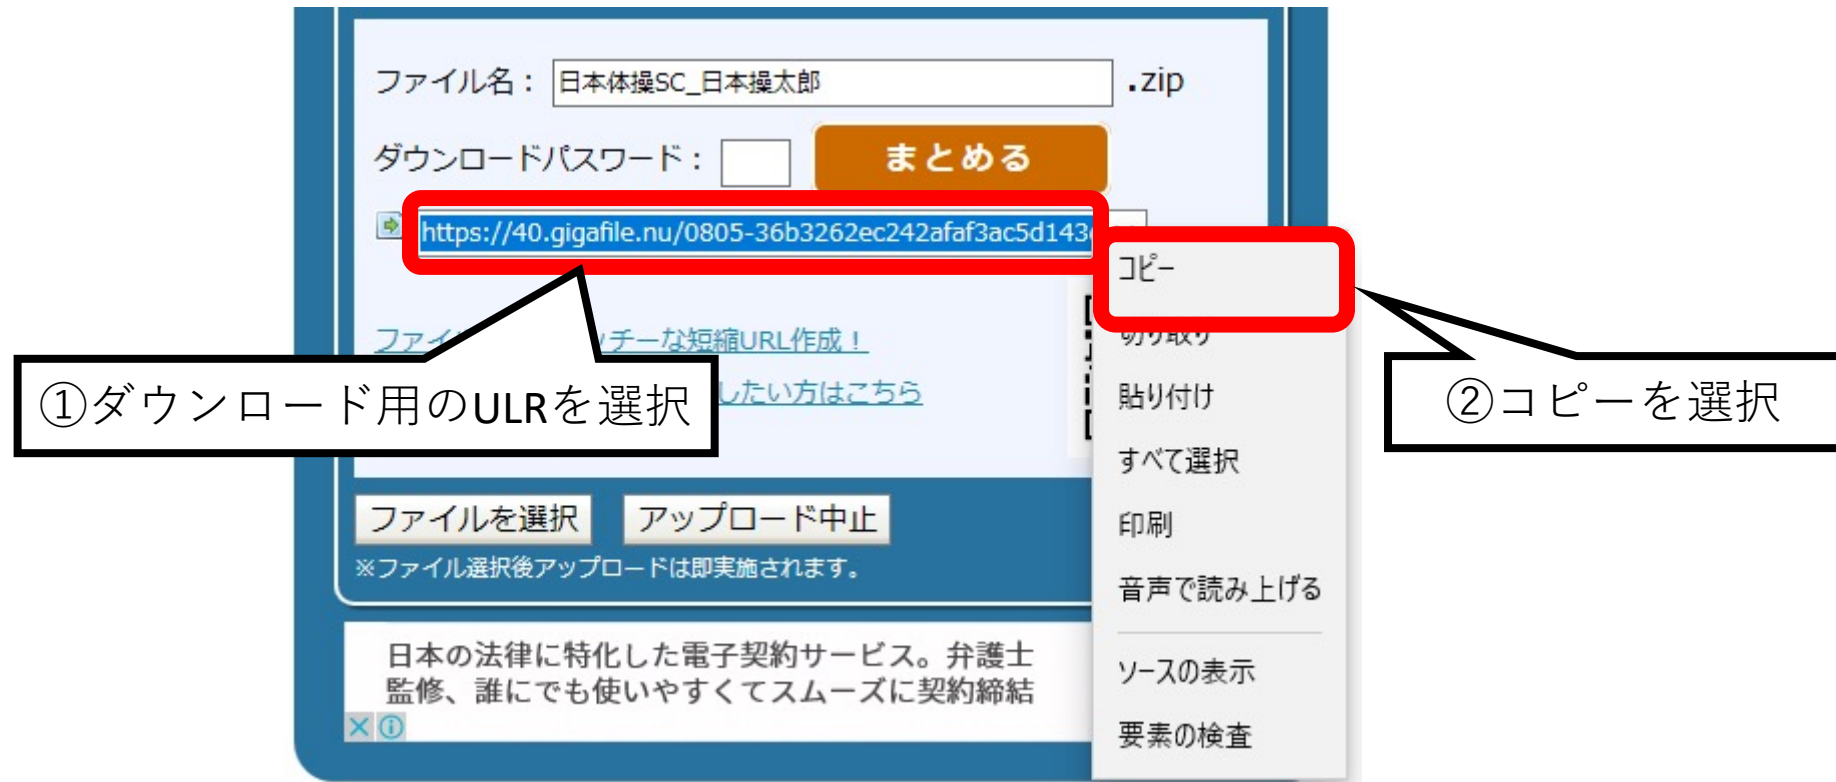 ファイル名： 日本体操SC_日本操太郎 .zip
ダウンロードパスワード： まとめる
https://40.gigafile.nu/0805-36b3262ec242afaf3ac5d143
コピー
切り取り
貼り付け
すべて選択
印刷
音声で読み上げる
ソースの表示
要素の検査
ファイ ッチーな短縮URL作成！
したい方はこちら
①ダウンロード用のULRを選択
②コピーを選択
ファイルを選択 アップロード中止
※ファイル選択後アップロードは即実施されます。
日本の法律に特化した電子契約サービス。弁護士
監修、誰にでも使いやすくてスムーズに契約締結